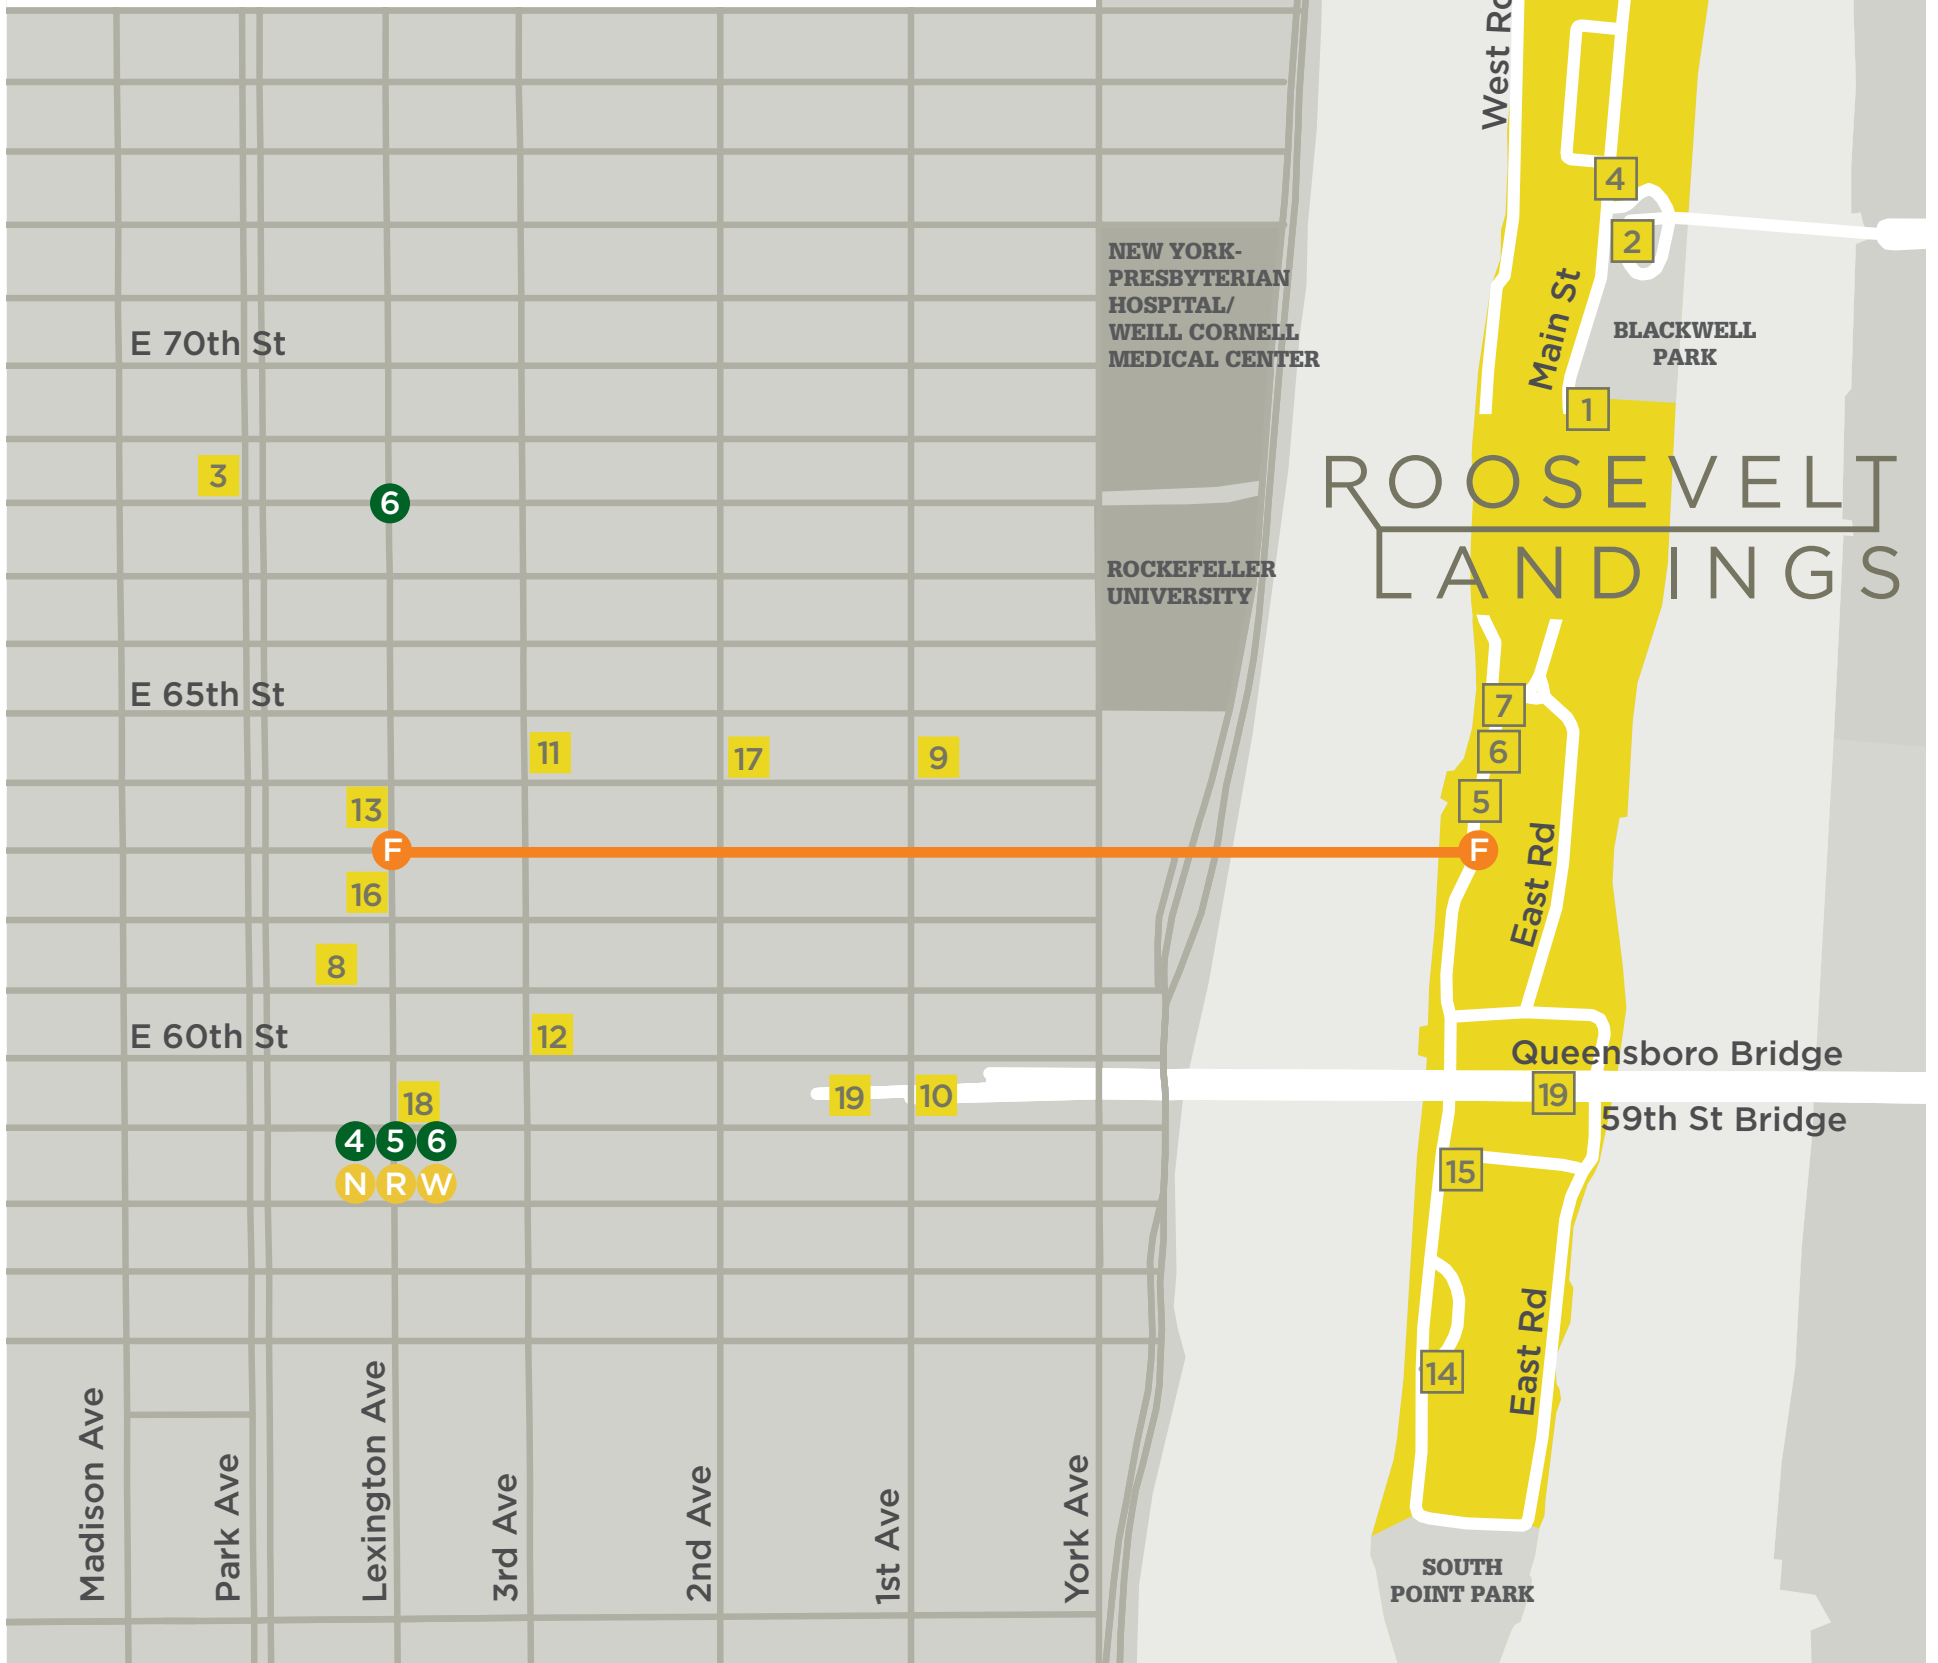 West Ro
4
2
NEW YORK-
PRESBYTERIAN
HOSPITAL/
WEILL CORNELL
MEDICAL CENTER
Main St
BLACKWELL
PARK
E 70th St
1
3
6
ROOSEVELT
LANDINGS
ROCKEFELLER
UNIVERSITY
E 65th St
7
11
17
9
6
13
5
F
F
16
East Rd
8
E 60th St
12
Queensboro Bridge
18
19
10
19
59th St Bridge
4 5 6
N R W
15
14
East Rd
Madison Ave
Park Ave
Lexington Ave
3rd Ave
2nd Ave
1st Ave
York Ave
SOUTH
POINT PARK